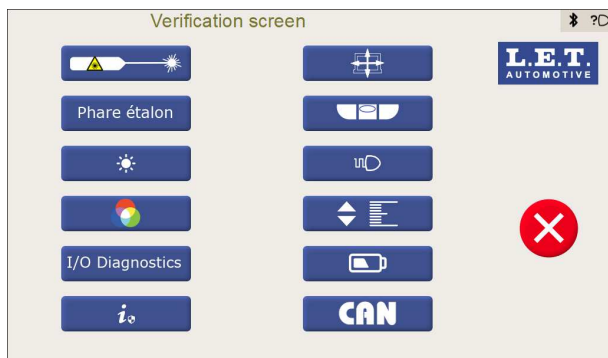 Verification screen
?
L.E.T.
AUTOMOTIVE
Phare étalon
I/O Diagnostics
i
CAN